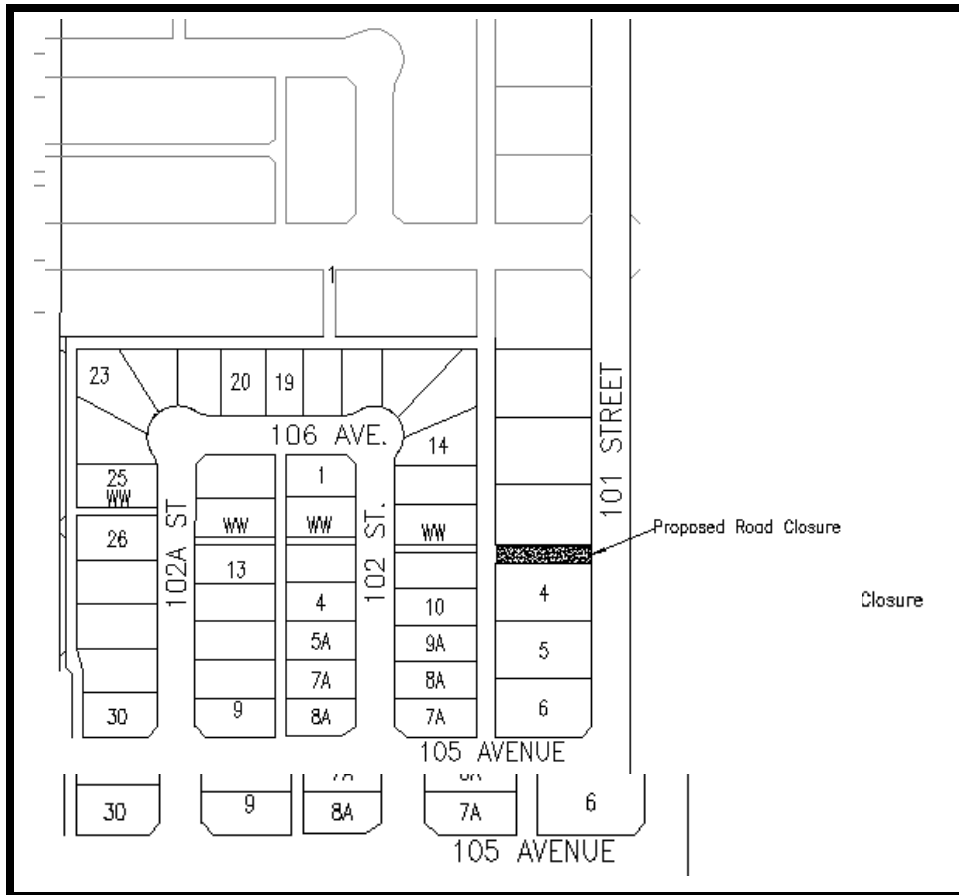 1
23
20
19
106 AVE.
14
101 STREET
25
WW
1
WW
WW
WW
102A ST
102 ST.
26
13
4
10
Proposed Road Closure
4
Closure
5A
9A
5
7A
8A
30
9
8A
7A
6
105 AVENUE
30
9
8A
7A
6
105 AVENUE